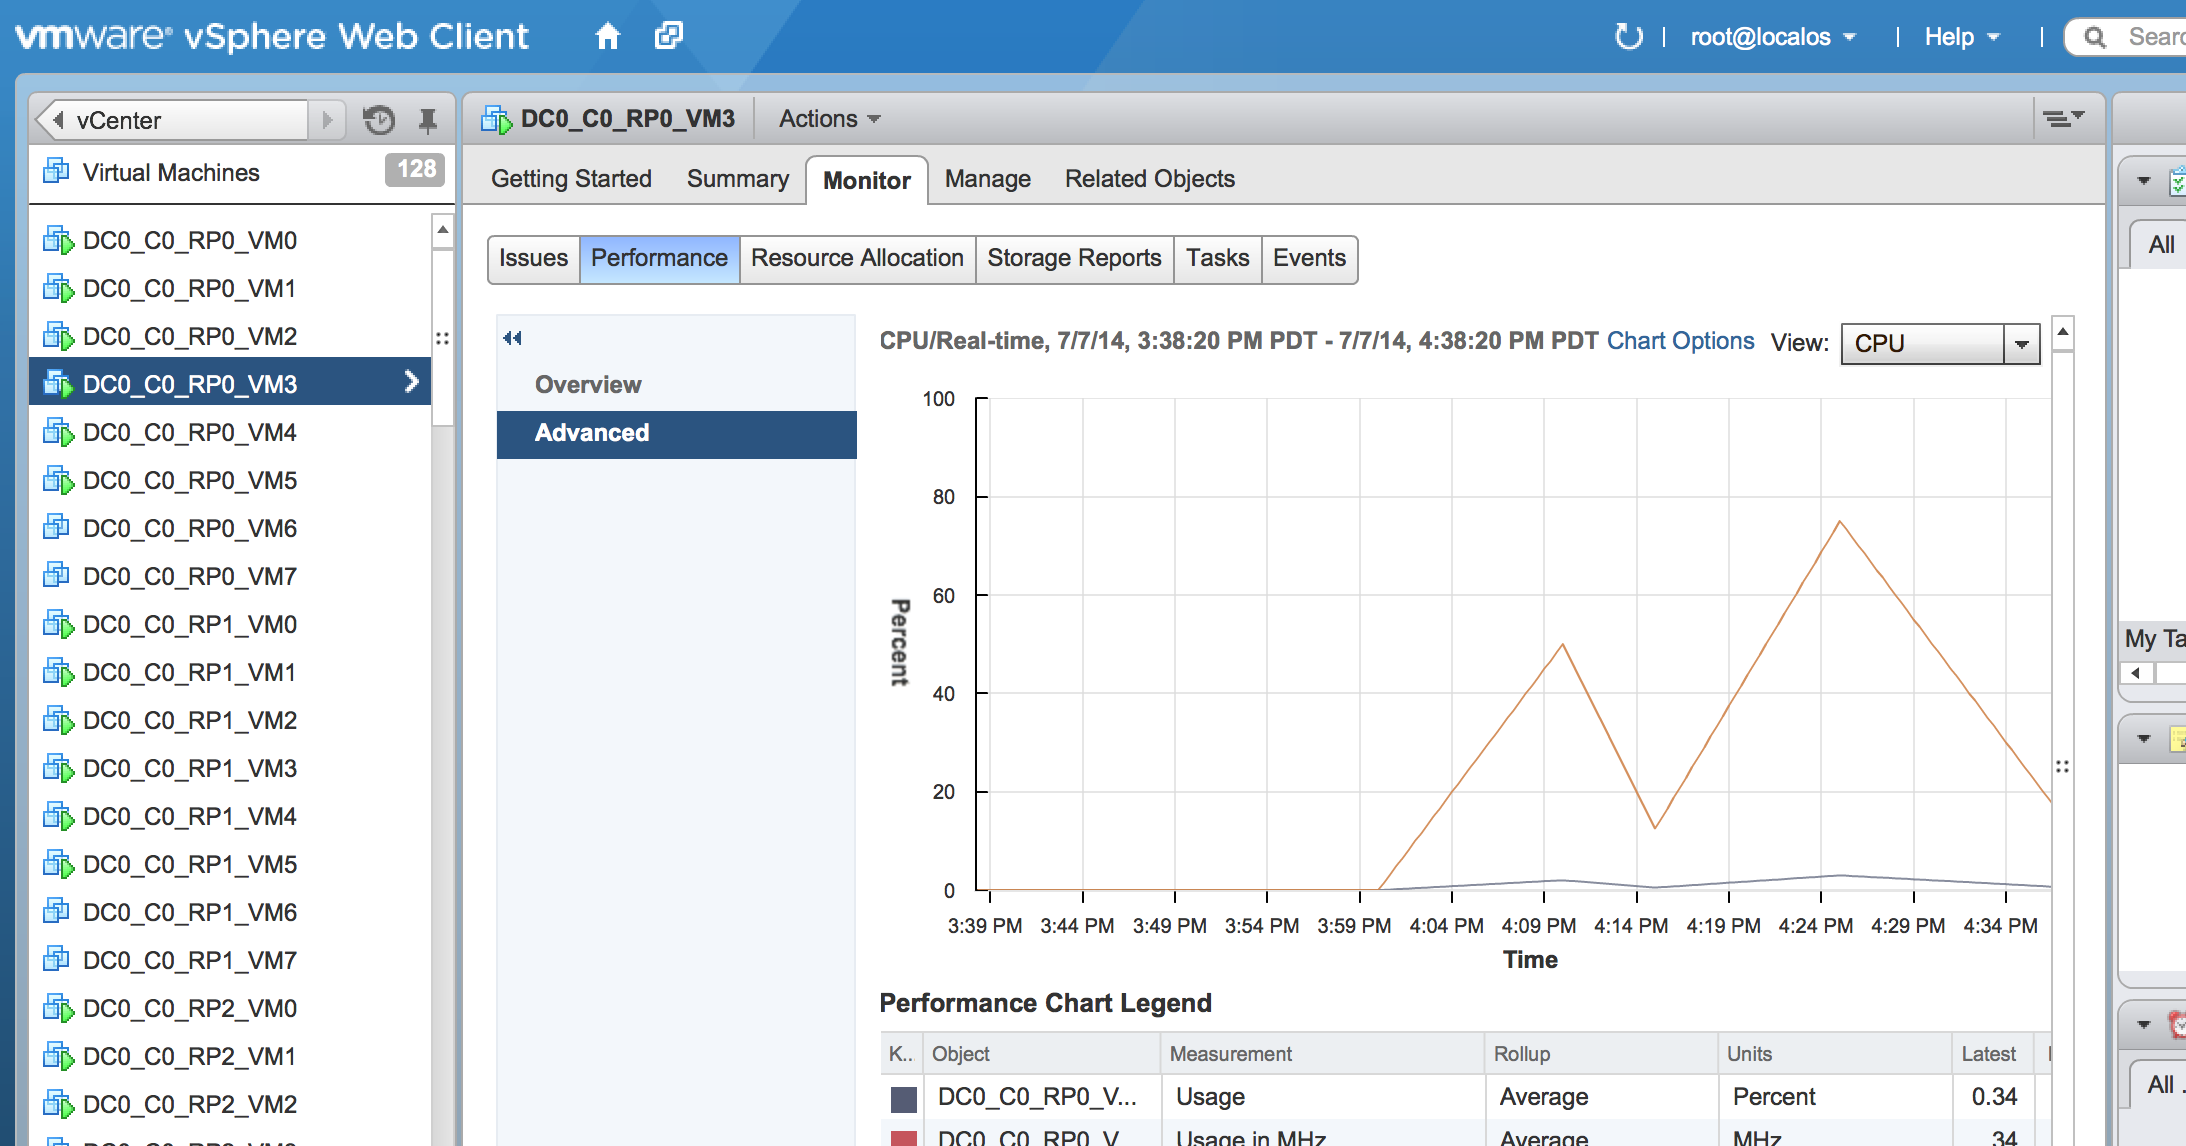 vmware® vSphere Web Client
root@localos
Help
vCenter
Virtual Machines 128
DC0_C0_RP0_VM0
DC0_C0_RP0_VM1
DC0_C0_RP0_VM2
DC0_C0_RP0_VM3
DC0_C0_RP0_VM4
DC0_C0_RP0_VM5
DC0_C0_RP0_VM6
DC0_C0_RP0_VM7
DC0_C0_RP1_VM0
DC0_C0_RP1_VM1
DC0_C0_RP1_VM2
DC0_C0_RP1_VM3
DC0_C0_RP1_VM4
DC0_C0_RP1_VM5
DC0_C0_RP1_VM6
DC0_C0_RP1_VM7
DC0_C0_RP2_VM0
DC0_C0_RP2_VM1
DC0_C0_RP2_VM2
DC0_C0_RP0_VM3 Actions
Getting Started Summary Monitor Manage Related Objects
Issues Performance Resource Allocation Storage Reports Tasks Events
Overview
Advanced
CPU/Real-time, 7/7/14, 3:38:20 PM PDT - 7/7/14, 4:38:20 PM PDT Chart Options View: CPU
100
80
60
40
20
0
Percent
3:39 PM 3:44 PM 3:49 PM 3:54 PM 3:59 PM 4:04 PM 4:09 PM 4:14 PM 4:19 PM 4:24 PM 4:29 PM 4:34 PM
Time
Performance Chart Legend
K.. Object Measurement Rollup Units Latest
DC0_C0_RP0_V... Usage Average Percent 0.34
DC0_C0_RP0_V Usage in MHz Average MHz 34
All
My Ta
All .